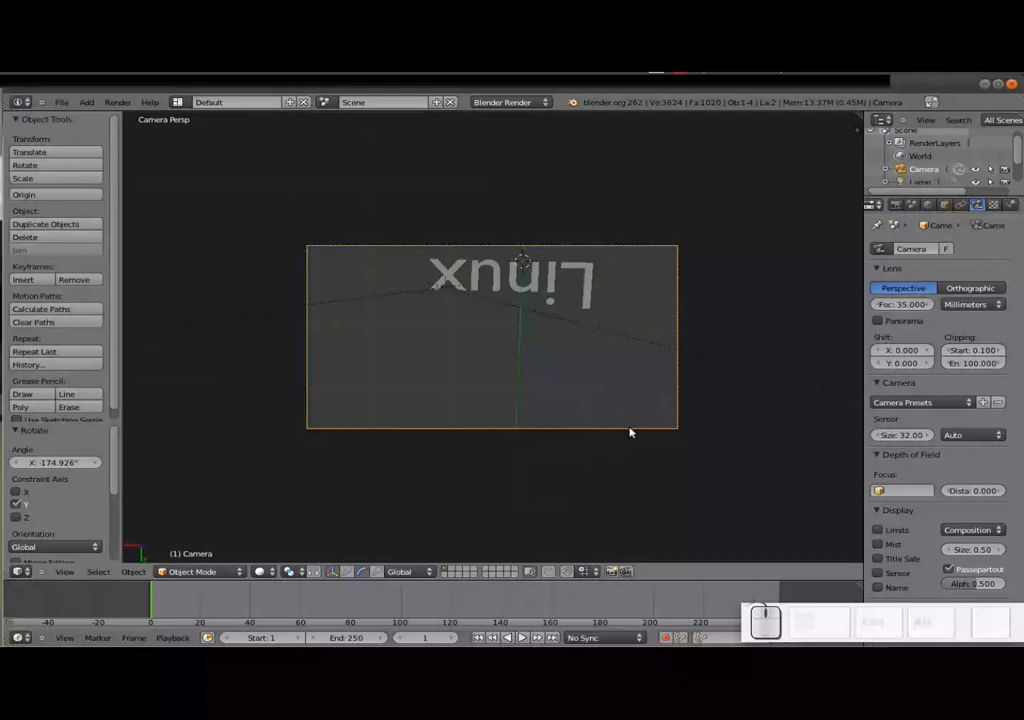 File Add Render Help Default Scene Blender Render blender.org 262 | Ve:3624 | Fa:1020 | Ob:1-4 | La:2 | Mem:13.37M (0.45M) | Camera
Object Tools
Transform:
Translate
Rotate
Scale
Origin
Object:
Duplicate Objects
Delete
Join
Keyframes:
Insert Remove
Motion Paths:
Calculate Paths
Clear Paths
Repeat:
Repeat Last
History...
Grease Pencil:
Draw Line
Poly Erase
Rotate
Angle
X: -174.926°
Constraint Axis
X
Y
Z
Orientation
Global
Camera Persp
Linux
(1) Camera
View Select Object Object Mode Global
View Search All Scenes
Scene
RenderLayers
World
Camera
Lamp
Came Came
Camera F
Lens
Perspective Orthographic
Foc: 35.000 Millimeters
Panorama
Shift: Clipping:
X: 0.000 Start: 0.100
Y: 0.000 En: 100.000
Camera
Camera Presets
Sensor:
Size: 32.00 Auto
Depth of Field
Focus:
Dista: 0.000
Display
Limits Composition
Mist Size: 0.50
Title Safe
Sensor Passepartout
Name Alph: 0.500
-40 -20 0 20 40 60 80 100 120 140 160 180 200 220
View Marker Frame Playback Start: 1 End: 250 1 No Sync
Ctrl Alt